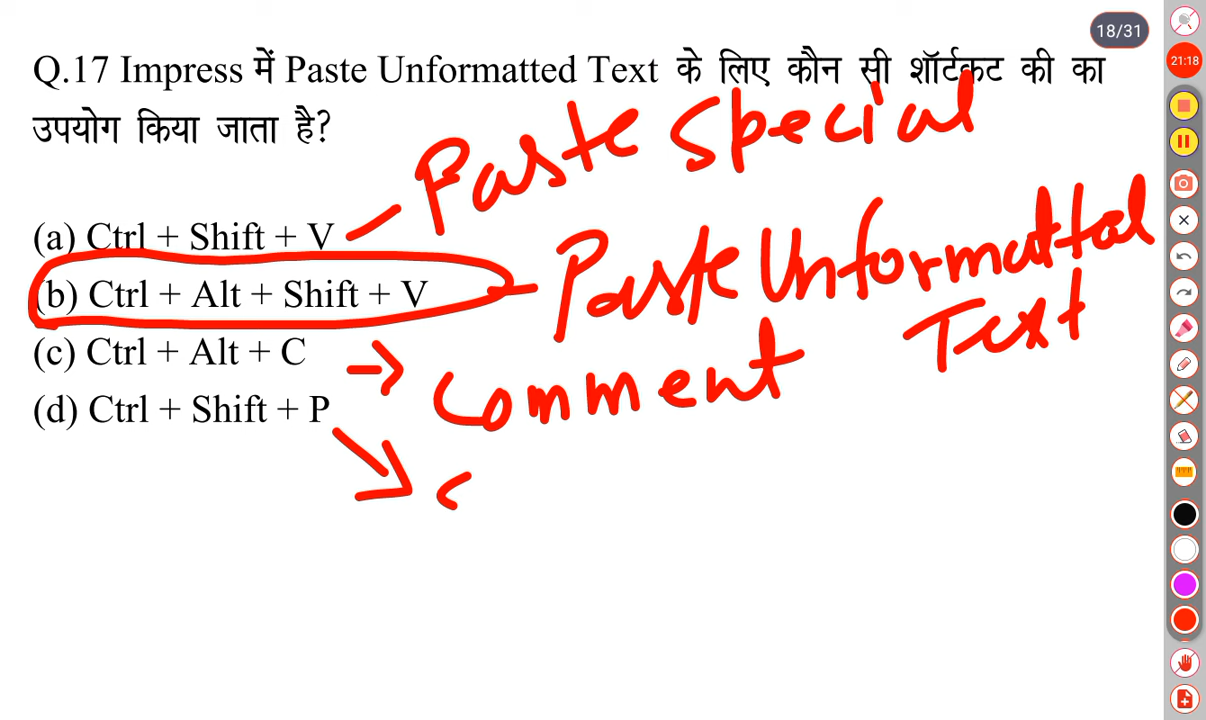 18/31
21:18
Q.17 Impress में Paste Unformatted Text के लिए कौन सी शॉर्टकट की का
उपयोग किया जाता है?
Paste Special
(a) Ctrl + Shift + V
(b) Ctrl + Alt + Shift + V
Paste Unformattal
Text
(c) Ctrl + Alt + C
Comment
(d) Ctrl + Shift + P